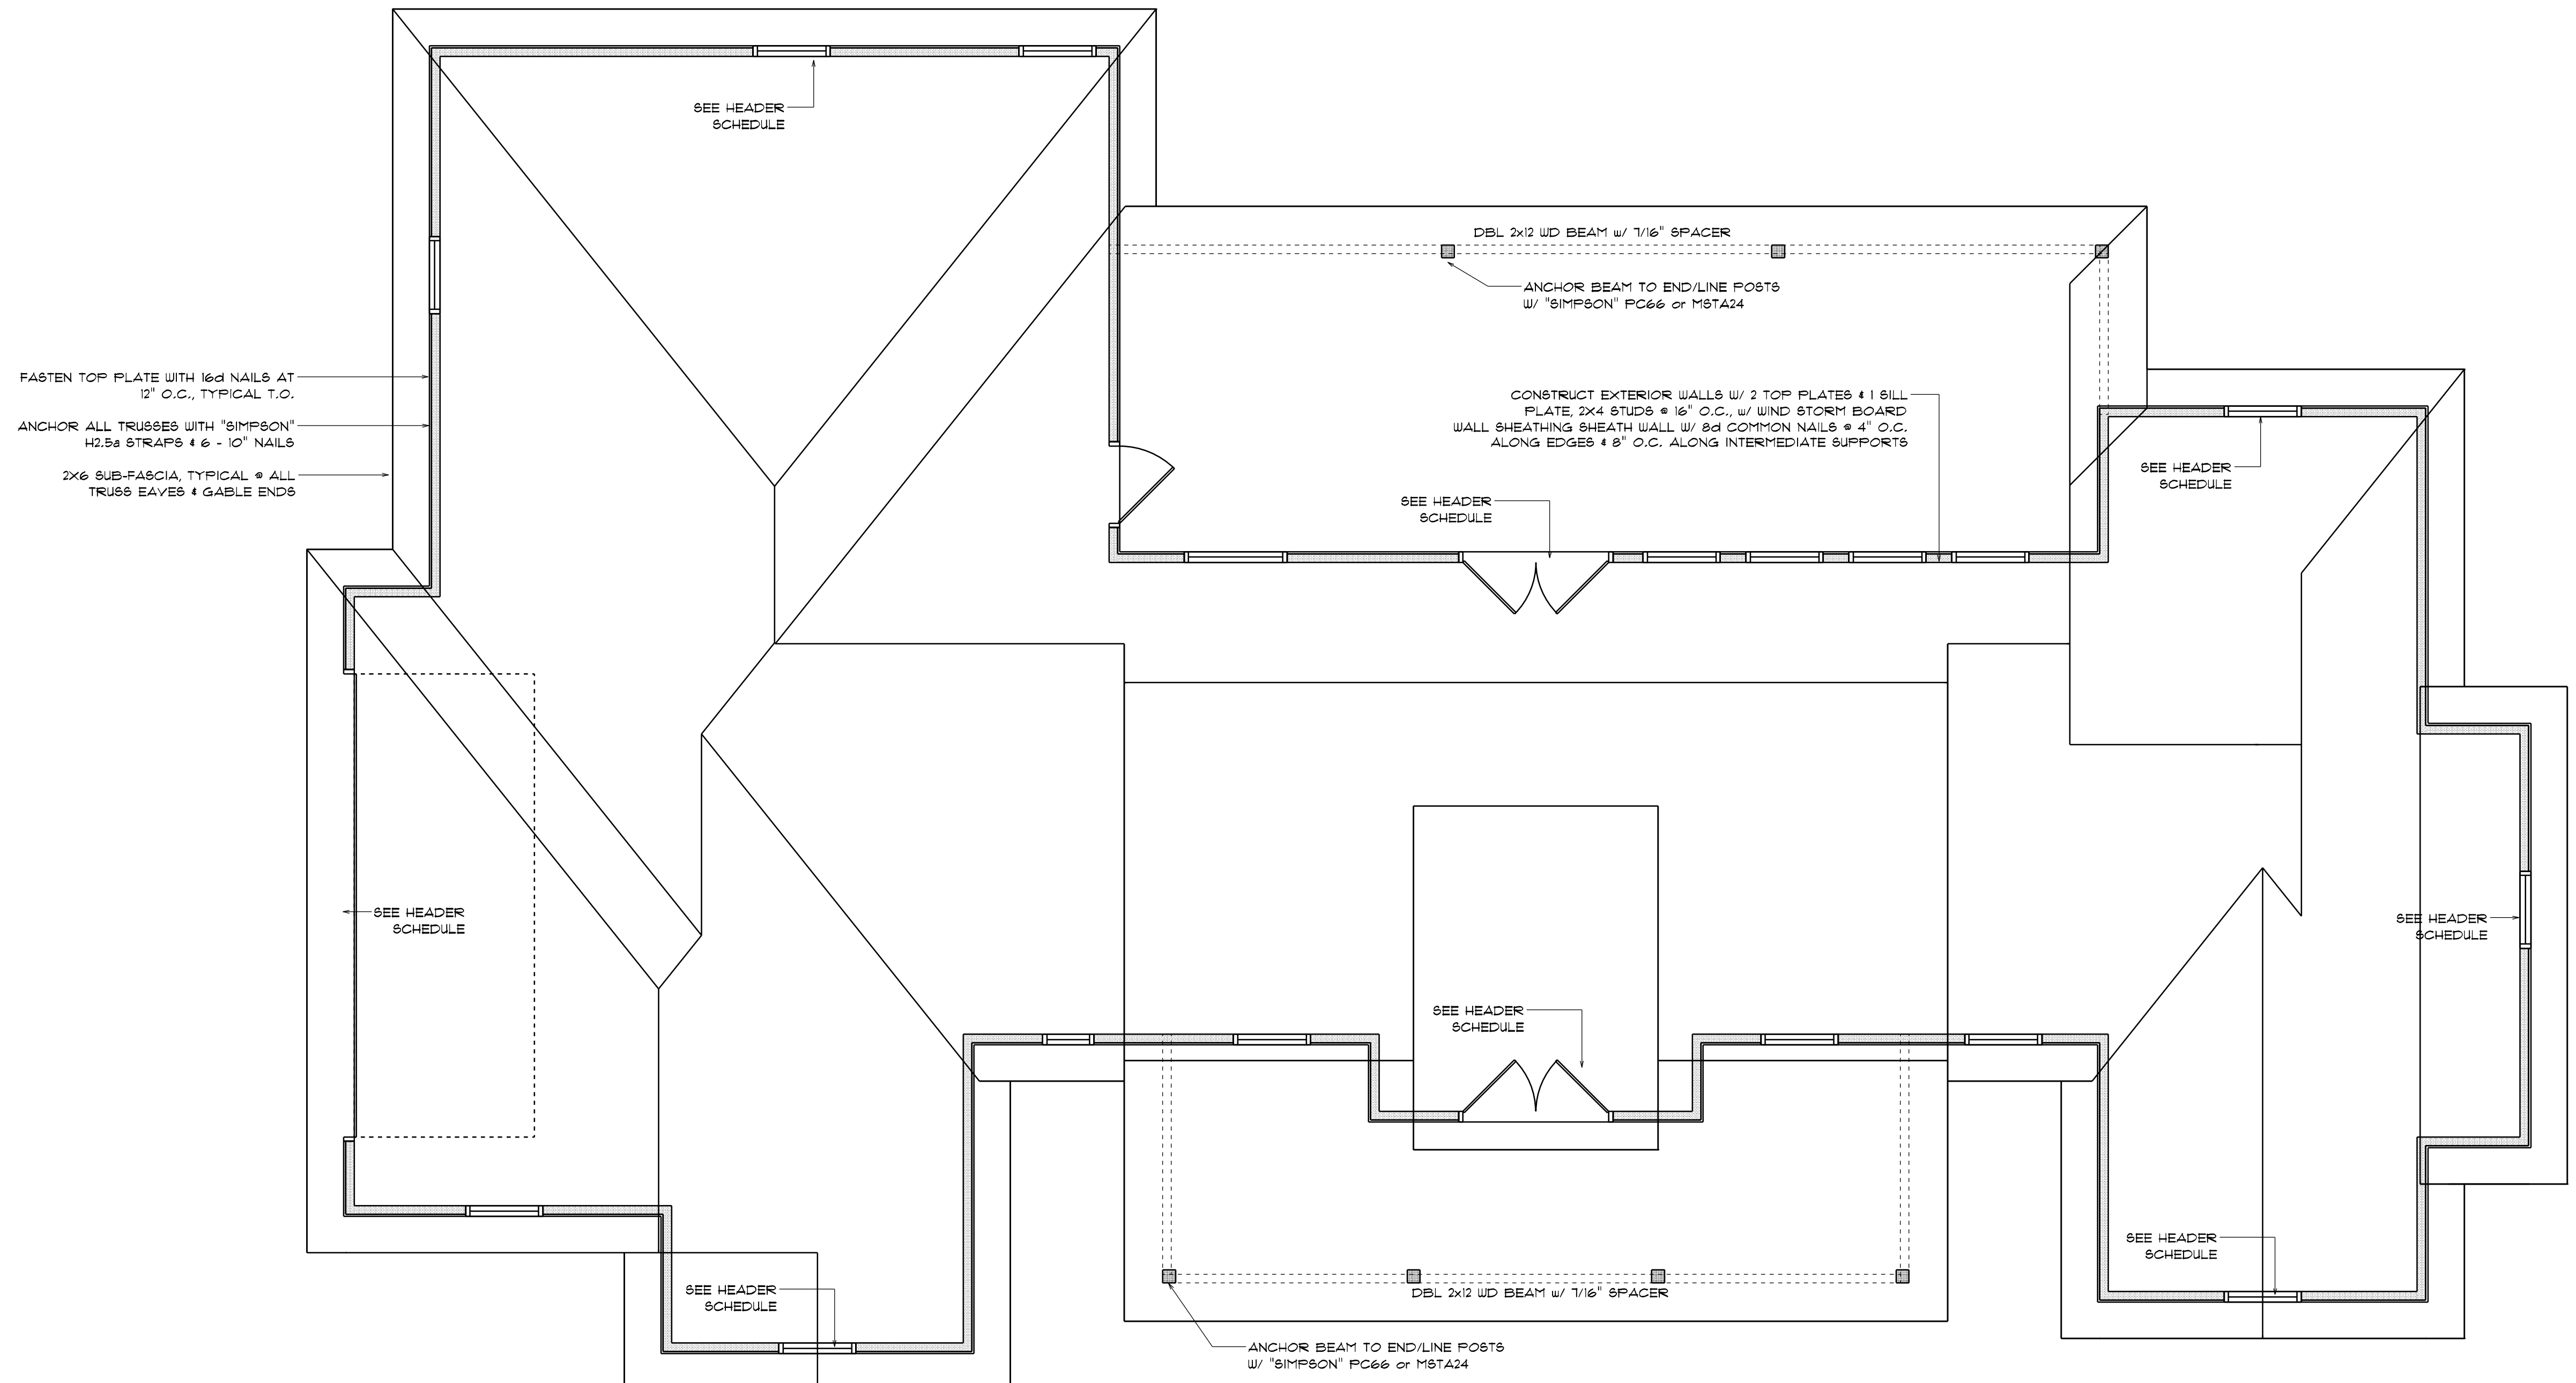 SEE HEADER
SCHEDULE
DBL 2x12 WD BEAM w/ 7/16" SPACER
ANCHOR BEAM TO END/LINE POSTS
W/ "SIMPSON" PC66 or MSTA24
FASTEN TOP PLATE WITH 16d NAILS AT
12" O.C., TYPICAL T.O.
ANCHOR ALL TRUSSES WITH "SIMPSON"
H2.5a STRAPS & 6 - 10" NAILS
2X6 SUB-FASCIA, TYPICAL @ ALL
TRUSS EAVES & GABLE ENDS
CONSTRUCT EXTERIOR WALLS W/ 2 TOP PLATES & 1 SILL
PLATE, 2X4 STUDS @ 16" O.C., w/ WIND STORM BOARD
WALL SHEATHING SHEATH WALL W/ 8d COMMON NAILS @ 4" O.C.
ALONG EDGES & 8" O.C. ALONG INTERMEDIATE SUPPORTS
SEE HEADER
SCHEDULE
SEE HEADER
SCHEDULE
SEE HEADER
SCHEDULE
SEE HEADER
SCHEDULE
SEE HEADER
SCHEDULE
SEE HEADER
SCHEDULE
SEE HEADER
SCHEDULE
DBL 2x12 WD BEAM w/ 7/16" SPACER
ANCHOR BEAM TO END/LINE POSTS
W/ "SIMPSON" PC66 or MSTA24